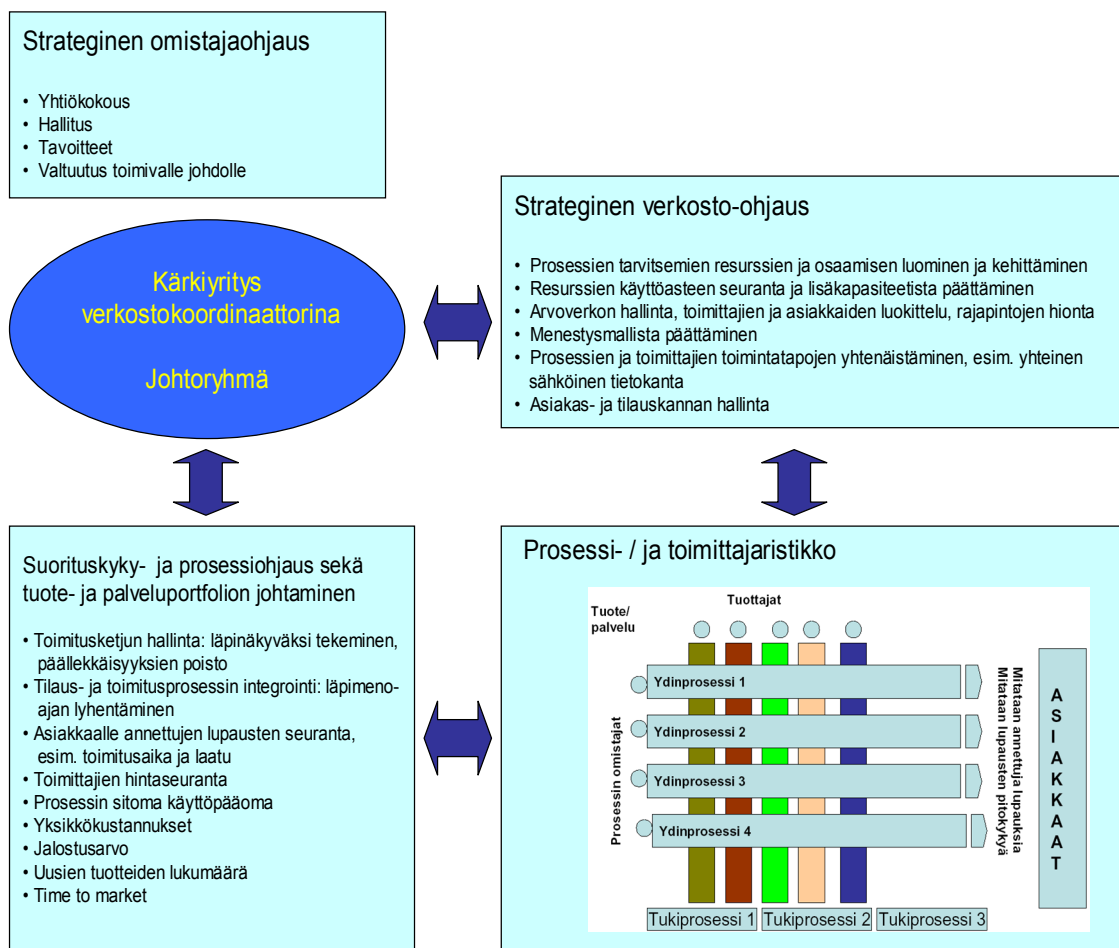 Strateginen omistajaohjaus
• Yhtiökokous
• Hallitus
• Tavoitteet
• Valtuutus toimivalle johdolle
Kärkiyritys
verkostokoordinaattorina
Johtoryhmä
Strateginen verkosto-ohjaus
• Prosessien tarvitsemien resurssien ja osaamisen luominen ja kehittäminen
• Resurssien käyttöasteen seuranta ja lisäkapasiteetista päättäminen
• Arvoverkon hallinta, toimittajien ja asiakkaiden luokittelu, rajapintojen hionta
• Menestysmallista päättäminen
• Prosessien ja toimittajien toimintatapojen yhtenäistäminen, esim. yhteinen
sähköinen tietokanta
• Asiakas- ja tilauskannan hallinta
Suorituskyky- ja prosessiohjaus sekä
tuote- ja palveluportfolion johtaminen
• Toimitusketjun hallinta: läpinäkyväksi tekeminen,
päällekkäisyyksien poisto
• Tilaus- ja toimitusprosessin integrointi: läpimeno-
ajan lyhentäminen
• Asiakkaalle annettujen lupausten seuranta,
esim. toimitusaika ja laatu
• Toimittajien hintaseuranta
• Prosessin sitoma käyttöpääoma
• Yksikkökustannukset
• Jalostusarvo
• Uusien tuotteiden lukumäärä
• Time to market
Prosessi- / ja toimittajaristikko
Tuote/
palvelu
Tuottajat
Prosessin omistajat
Ydinprosessi 1
Ydinprosessi 2
Ydinprosessi 3
Ydinprosessi 4
Mitataan annettuja lupauksia
Mitataan lupausten pitokykyä
ASIAKKAAT
Tukiprosessi 1
Tukiprosessi 2
Tukiprosessi 3